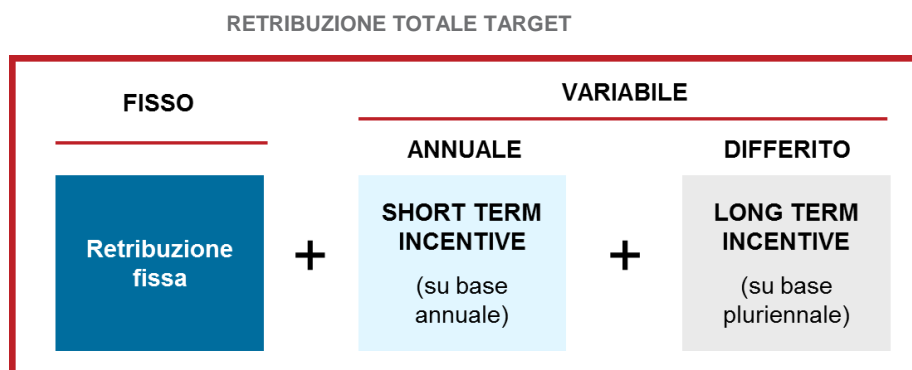 RETRIBUZIONE TOTALE TARGET
FISSO
VARIABILE
ANNUALE
DIFFERITO
Retribuzione
fissa
+
SHORT TERM
INCENTIVE
(su base
annuale)
+
LONG TERM
INCENTIVE
(su base
pluriennale)